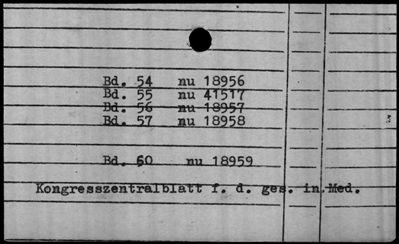 Bd. 54 nu 18956
Bd. 55 nu 41517
Bd. 56 nu 18957
Bd. 57 nu 18958
Bd. 60 nu 18959
Kongresszentralblatt f. d. ges. in.Med.